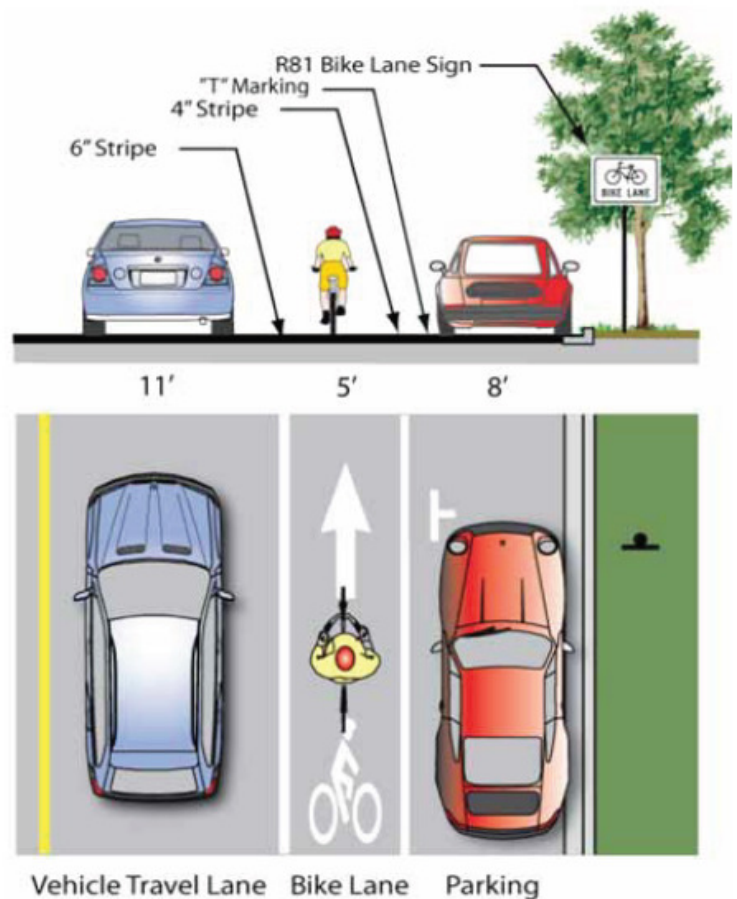 R81 Bike Lane Sign
"T" Marking
4" Stripe
6" Stripe
BIKE LANE
11' 5' 8'
Vehicle Travel Lane Bike Lane Parking